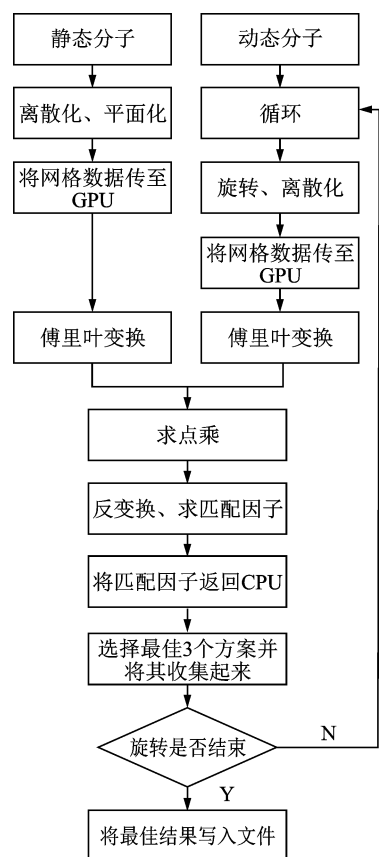 静态分子
动态分子
离散化、平面化
循环
将网格数据传至
GPU
旋转、离散化
将网格数据传至
GPU
傅里叶变换
傅里叶变换
求点乘
反变换、求匹配因子
将匹配因子返回CPU
选择最佳3个方案并
将其收集起来
旋转是否结束
N
Y
将最佳结果写入文件